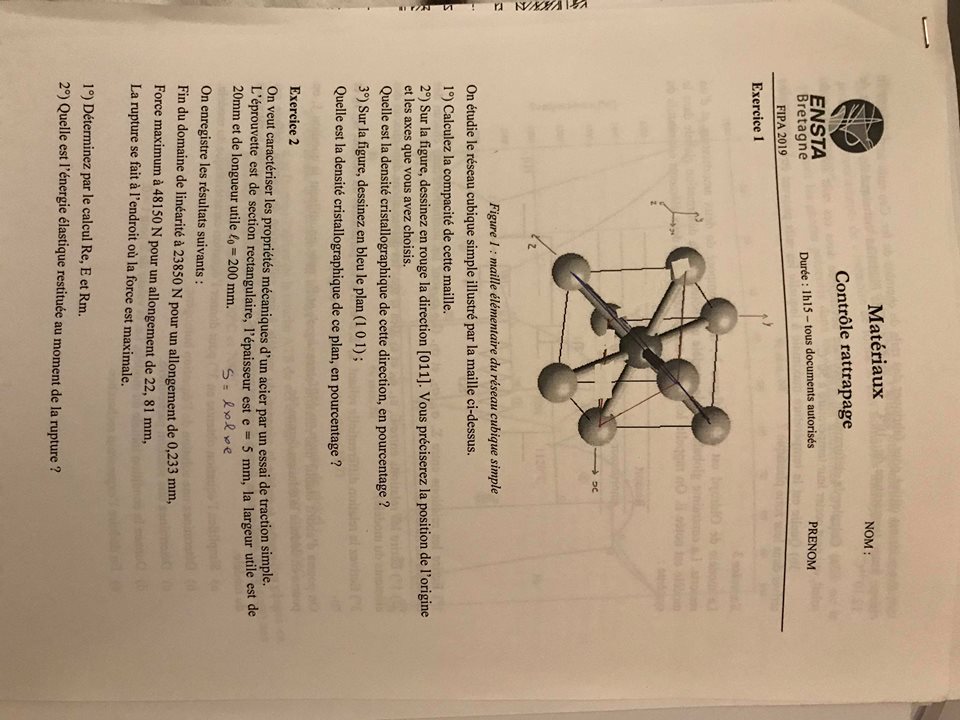 ENSTA
Bretagne
FIPA 2019
Matériaux
Contrôle rattrapage
Durée : 1h15 – tous documents autorisés
NOM :
PRENOM
Exercice 1
y
x
z
y
x
z
Figure 1 : maille élémentaire du réseau cubique simple
On étudie le réseau cubique simple illustré par la maille ci-dessus.
1°) Calculez la compacité de cette maille.
2°) Sur la figure, dessinez en rouge la direction [011]. Vous préciserez la position de l'origine
et les axes que vous avez choisis.
Quelle est la densité cristallographique de cette direction, en pourcentage ?
3°) Sur la figure, dessinez en bleu le plan (1 0 1) ;
Quelle est la densité cristallographique de ce plan, en pourcentage ?
Exercice 2
On veut caractériser les propriétés mécaniques d'un acier par un essai de traction simple.
L'éprouvette est de section rectangulaire, l'épaisseur est e = 5 mm, la largeur utile est de
20mm et de longueur utile ℓ0 = 200 mm.
S = lxlxe
On enregistre les résultats suivants :
Fin du domaine de linéarité à 23850 N pour un allongement de 0,233 mm,
Force maximum à 48150 N pour un allongement de 22, 81 mm,
La rupture se fait à l'endroit où la force est maximale.
1°) Déterminez par le calcul Re, E et Rm.
2°) Quelle est l'énergie élastique restituée au moment de la rupture ?